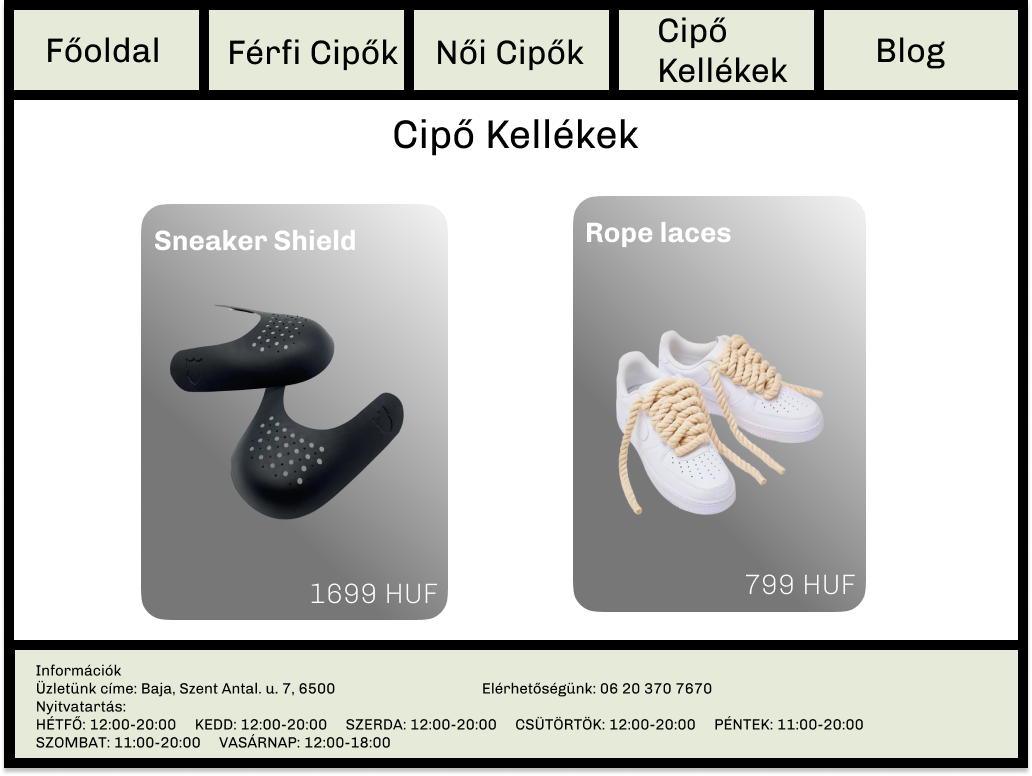 Főoldal
Férfi Cipők
Női Cipők
Cipő
Kellékek
Blog
Cipő Kellékek
Sneaker Shield
1699 HUF
Rope laces
799 HUF
Információk
Üzletünk címe: Baja, Szent Antal. u. 7, 6500
Elérhetőségünk: 06 20 370 7670
Nyitvatartás:
HÉTFŐ: 12:00-20:00 KEDD: 12:00-20:00 SZERDA: 12:00-20:00 CSÜTÖRTÖK: 12:00-20:00 PÉNTEK: 11:00-20:00
SZOMBAT: 11:00-20:00 VASÁRNAP: 12:00-18:00